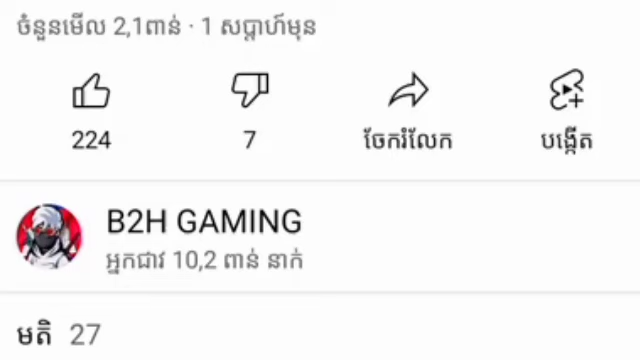 ចំនួនមើល 2,1ពាន់ · 1 សប្ដាហ៍មុន
224
7
ចែករំលែក
បង្កើត
B2H GAMING
អ្នកជាវ 10,2 ពាន់ នាក់
មតិ 27